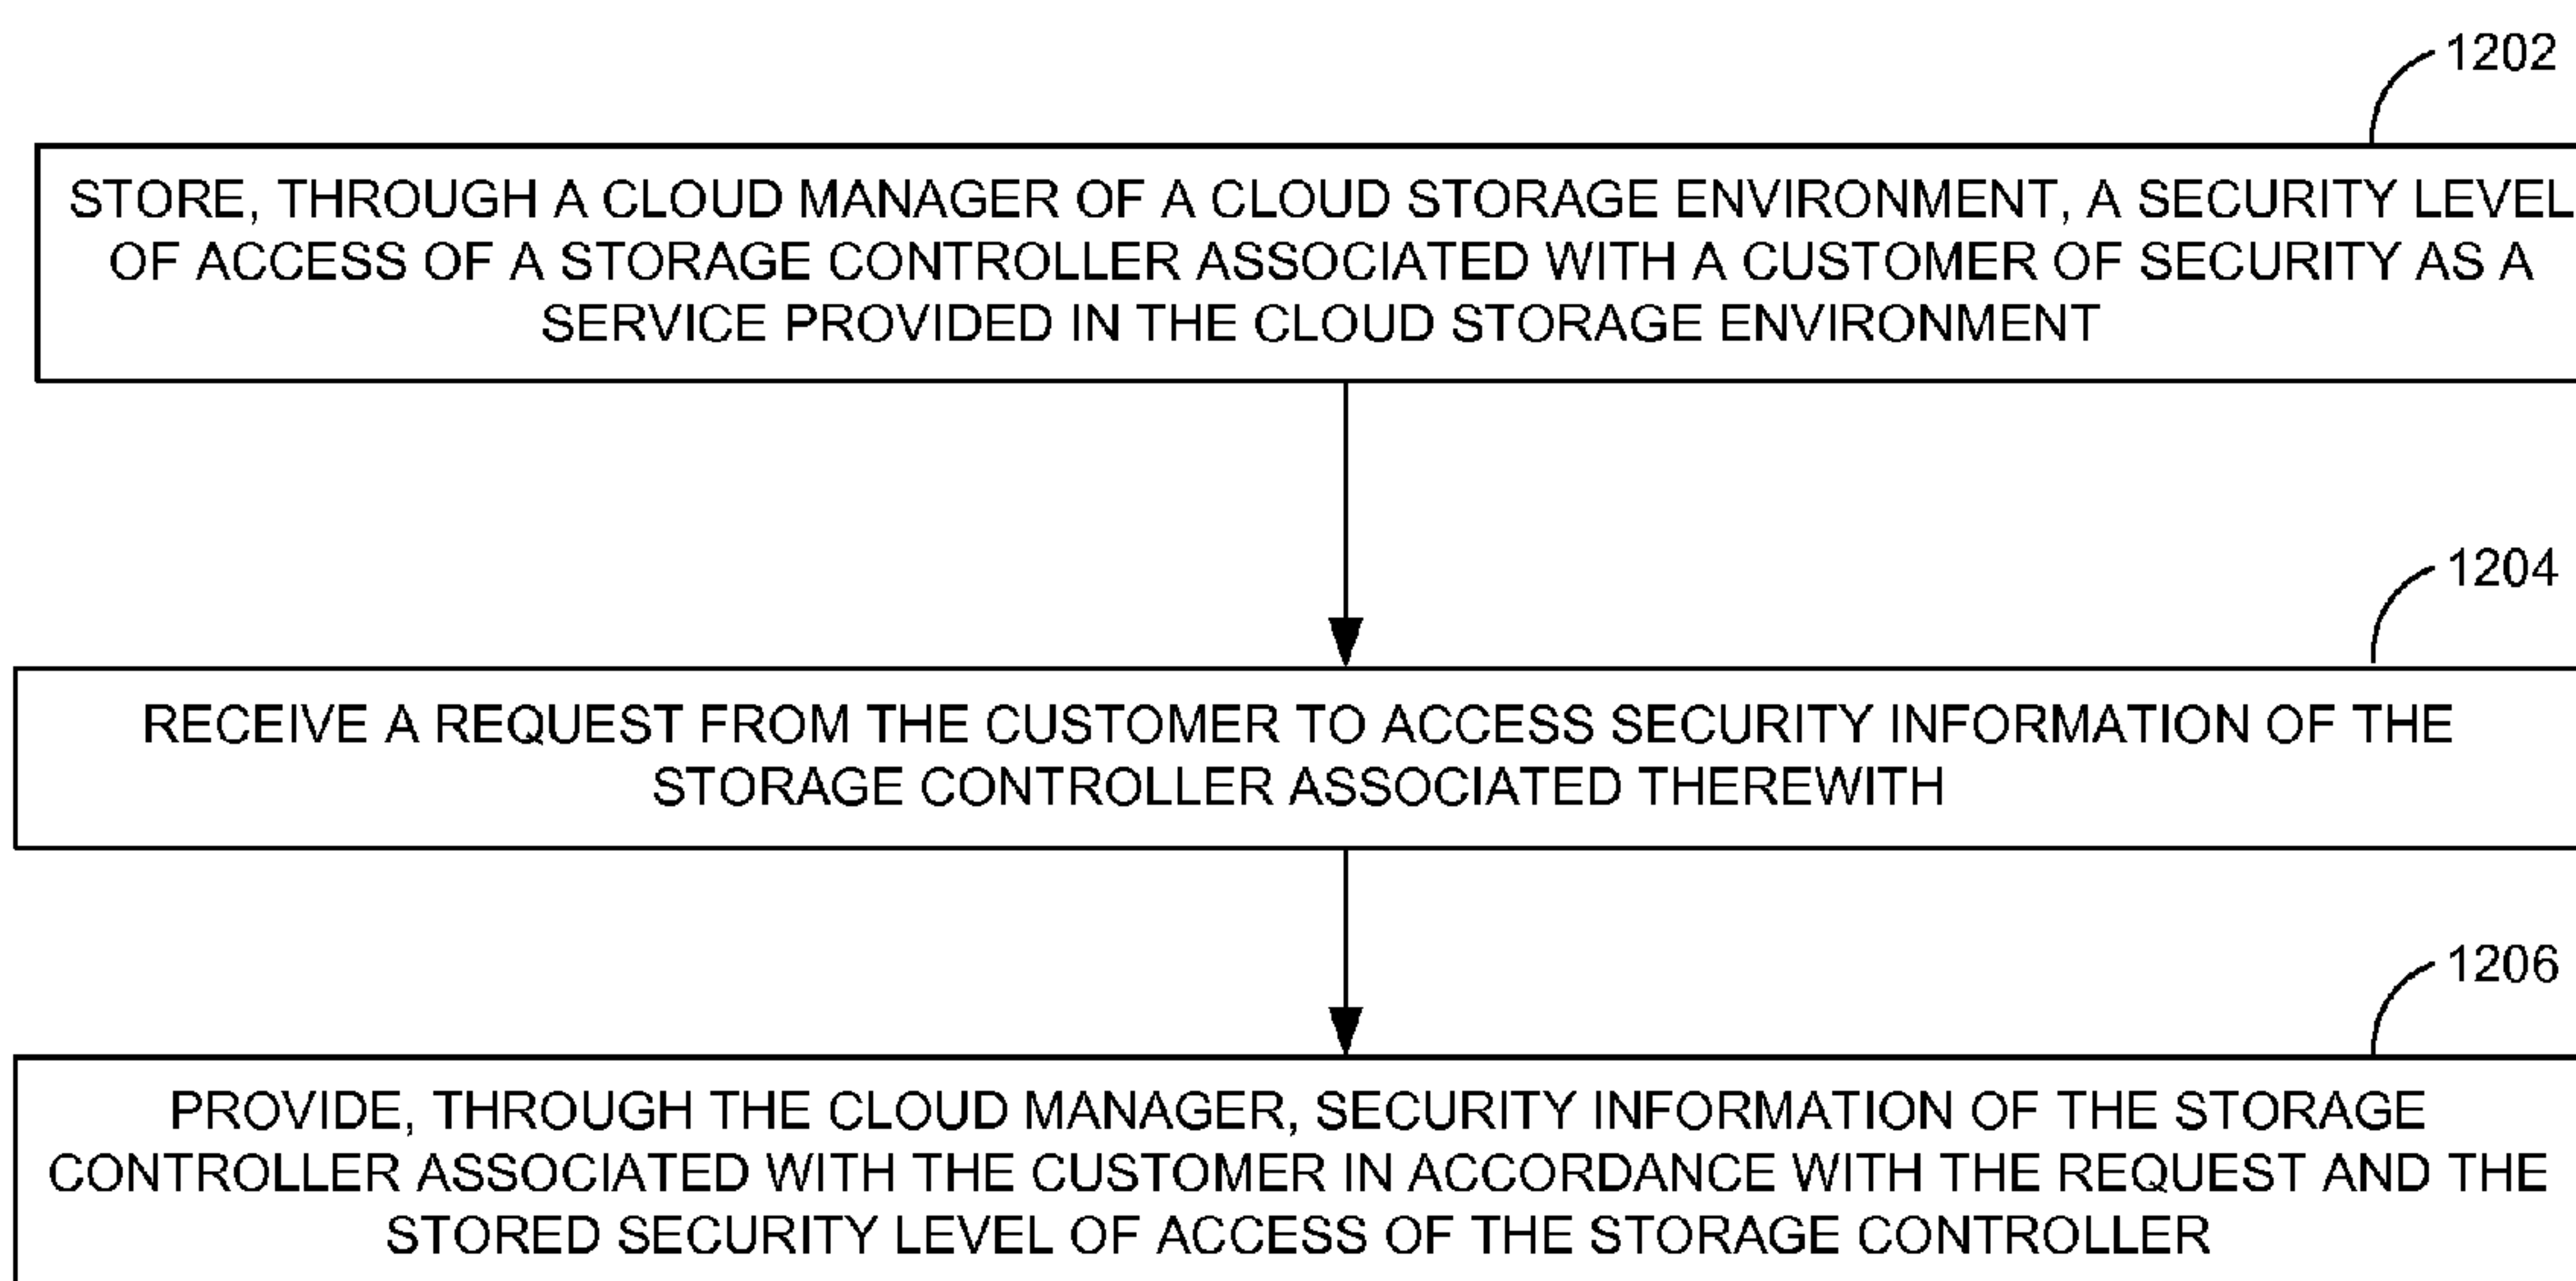 1202
STORE, THROUGH A CLOUD MANAGER OF A CLOUD STORAGE ENVIRONMENT, A SECURITY LEVEL
OF ACCESS OF A STORAGE CONTROLLER ASSOCIATED WITH A CUSTOMER OF SECURITY AS A
SERVICE PROVIDED IN THE CLOUD STORAGE ENVIRONMENT
1204
RECEIVE A REQUEST FROM THE CUSTOMER TO ACCESS SECURITY INFORMATION OF THE
STORAGE CONTROLLER ASSOCIATED THEREWITH
1206
PROVIDE, THROUGH THE CLOUD MANAGER, SECURITY INFORMATION OF THE STORAGE
CONTROLLER ASSOCIATED WITH THE CUSTOMER IN ACCORDANCE WITH THE REQUEST AND THE
STORED SECURITY LEVEL OF ACCESS OF THE STORAGE CONTROLLER